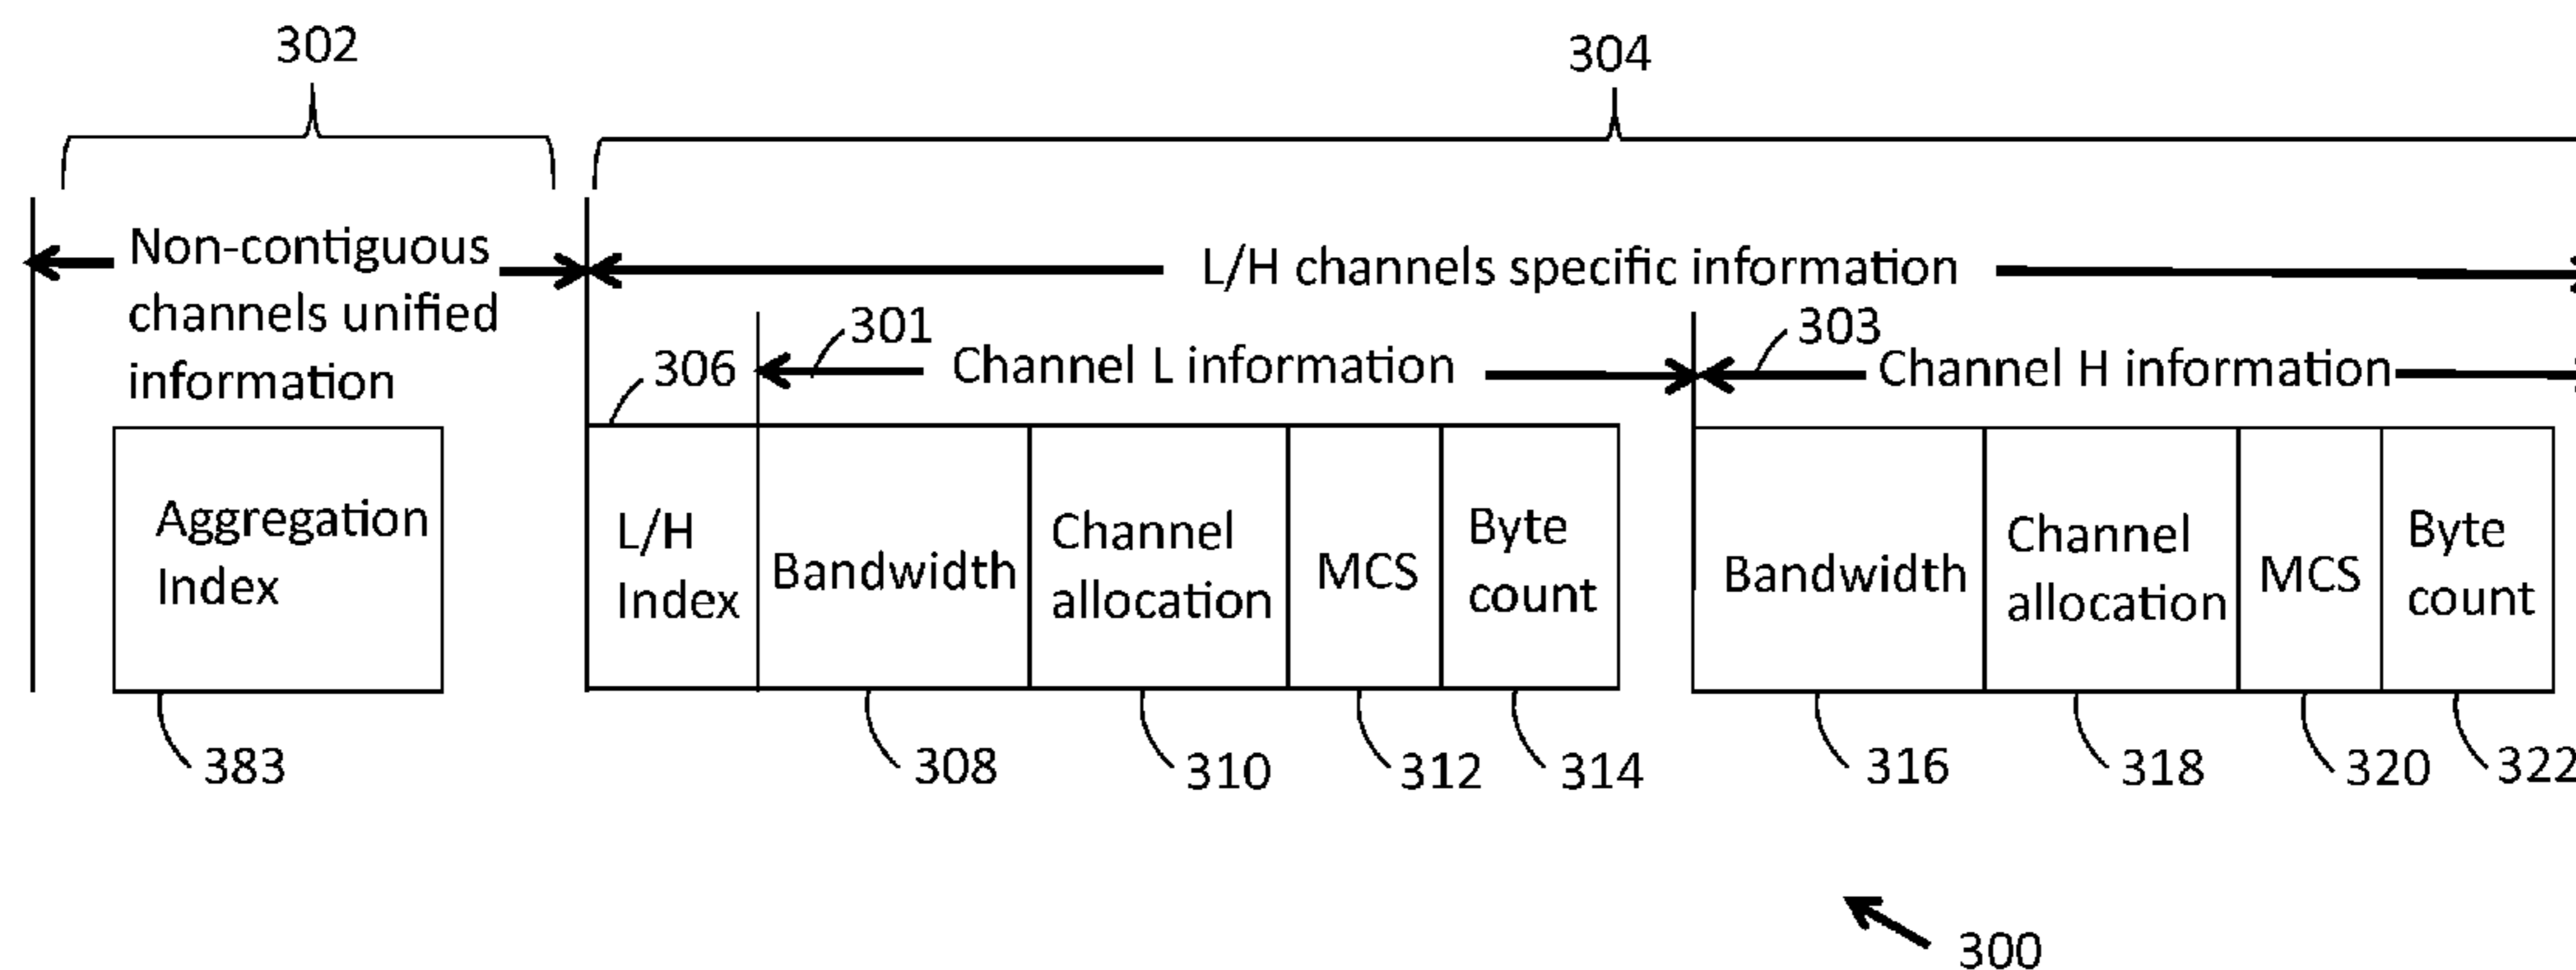 302
304
Non-contiguous
channels unified
information
L/H channels specific information
301
303
306
Channel L information
Channel H information
Aggregation
Index
L/H
Index
Bandwidth
Channel
allocation
MCS
Byte
count
Bandwidth
Channel
allocation
MCS
Byte
count
383
308
310
312
314
316
318
320
322
300